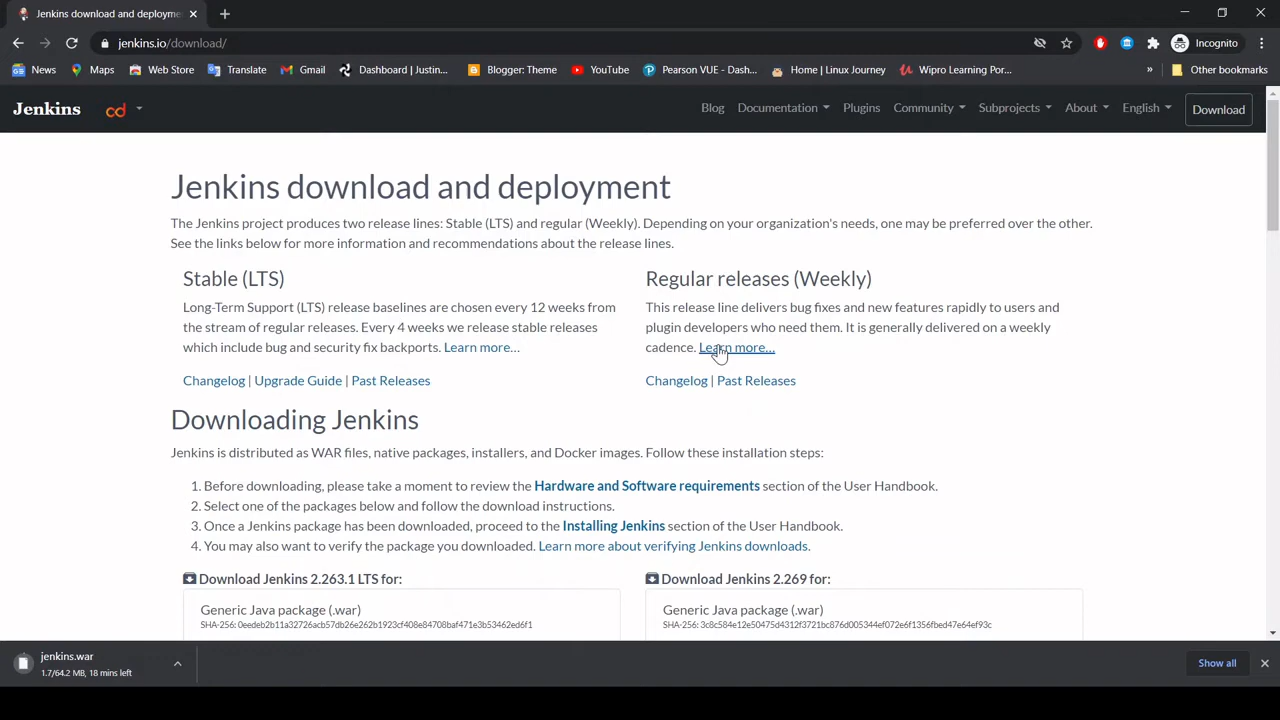 Jenkins download and deployme
jenkins.io/download/
Incognito
News
Maps
Web Store
Translate
Gmail
Dashboard | Justin...
Blogger: Theme
YouTube
Pearson VUE - Dash...
Home | Linux Journey
Wipro Learning Por...
»
Other bookmarks
Jenkins
cd
Blog
Documentation
Plugins
Community
Subprojects
About
English
Download
Jenkins download and deployment
The Jenkins project produces two release lines: Stable (LTS) and regular (Weekly). Depending on your organization's needs, one may be preferred over the other.
See the links below for more information and recommendations about the release lines.
Stable (LTS)
Long-Term Support (LTS) release baselines are chosen every 12 weeks from
the stream of regular releases. Every 4 weeks we release stable releases
which include bug and security fix backports. Learn more...
Changelog | Upgrade Guide | Past Releases
Regular releases (Weekly)
This release line delivers bug fixes and new features rapidly to users and
plugin developers who need them. It is generally delivered on a weekly
cadence. Learn more...
Changelog | Past Releases
Downloading Jenkins
Jenkins is distributed as WAR files, native packages, installers, and Docker images. Follow these installation steps:
1. Before downloading, please take a moment to review the Hardware and Software requirements section of the User Handbook.
2. Select one of the packages below and follow the download instructions.
3. Once a Jenkins package has been downloaded, proceed to the Installing Jenkins section of the User Handbook.
4. You may also want to verify the package you downloaded. Learn more about verifying Jenkins downloads.
Download Jenkins 2.263.1 LTS for:
Generic Java package (.war)
SHA-256: 0eedeb2b11a32726acb57db26e262b1923cf408e84708baf471e3b53462ed6f1
Download Jenkins 2.269 for:
Generic Java package (.war)
SHA-256: 3c8c584e12e50475d4312f3721bc876d005344ef072e6f1356fbed47e64ef93c
jenkins.war
1.7/64.2 MB, 18 mins left
Show all